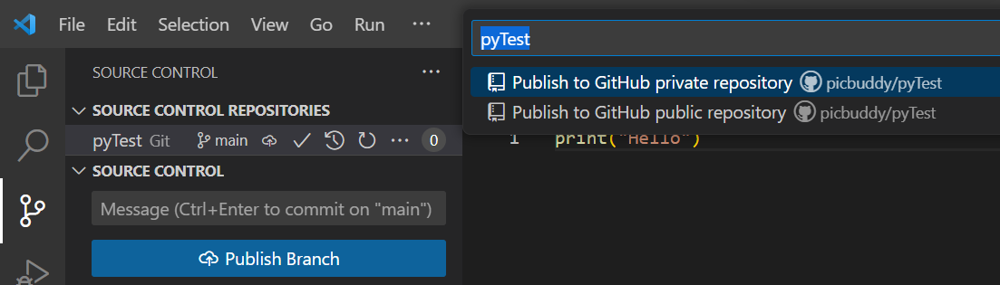 File Edit Selection View Go Run ···
pyTest
Publish to GitHub private repository picbuddy/pyTest
Publish to GitHub public repository picbuddy/pyTest
SOURCE CONTROL ···
SOURCE CONTROL REPOSITORIES
pyTest Git main ··· 0
SOURCE CONTROL
Message (Ctrl+Enter to commit on "main")
Publish Branch
1 print("Hello")